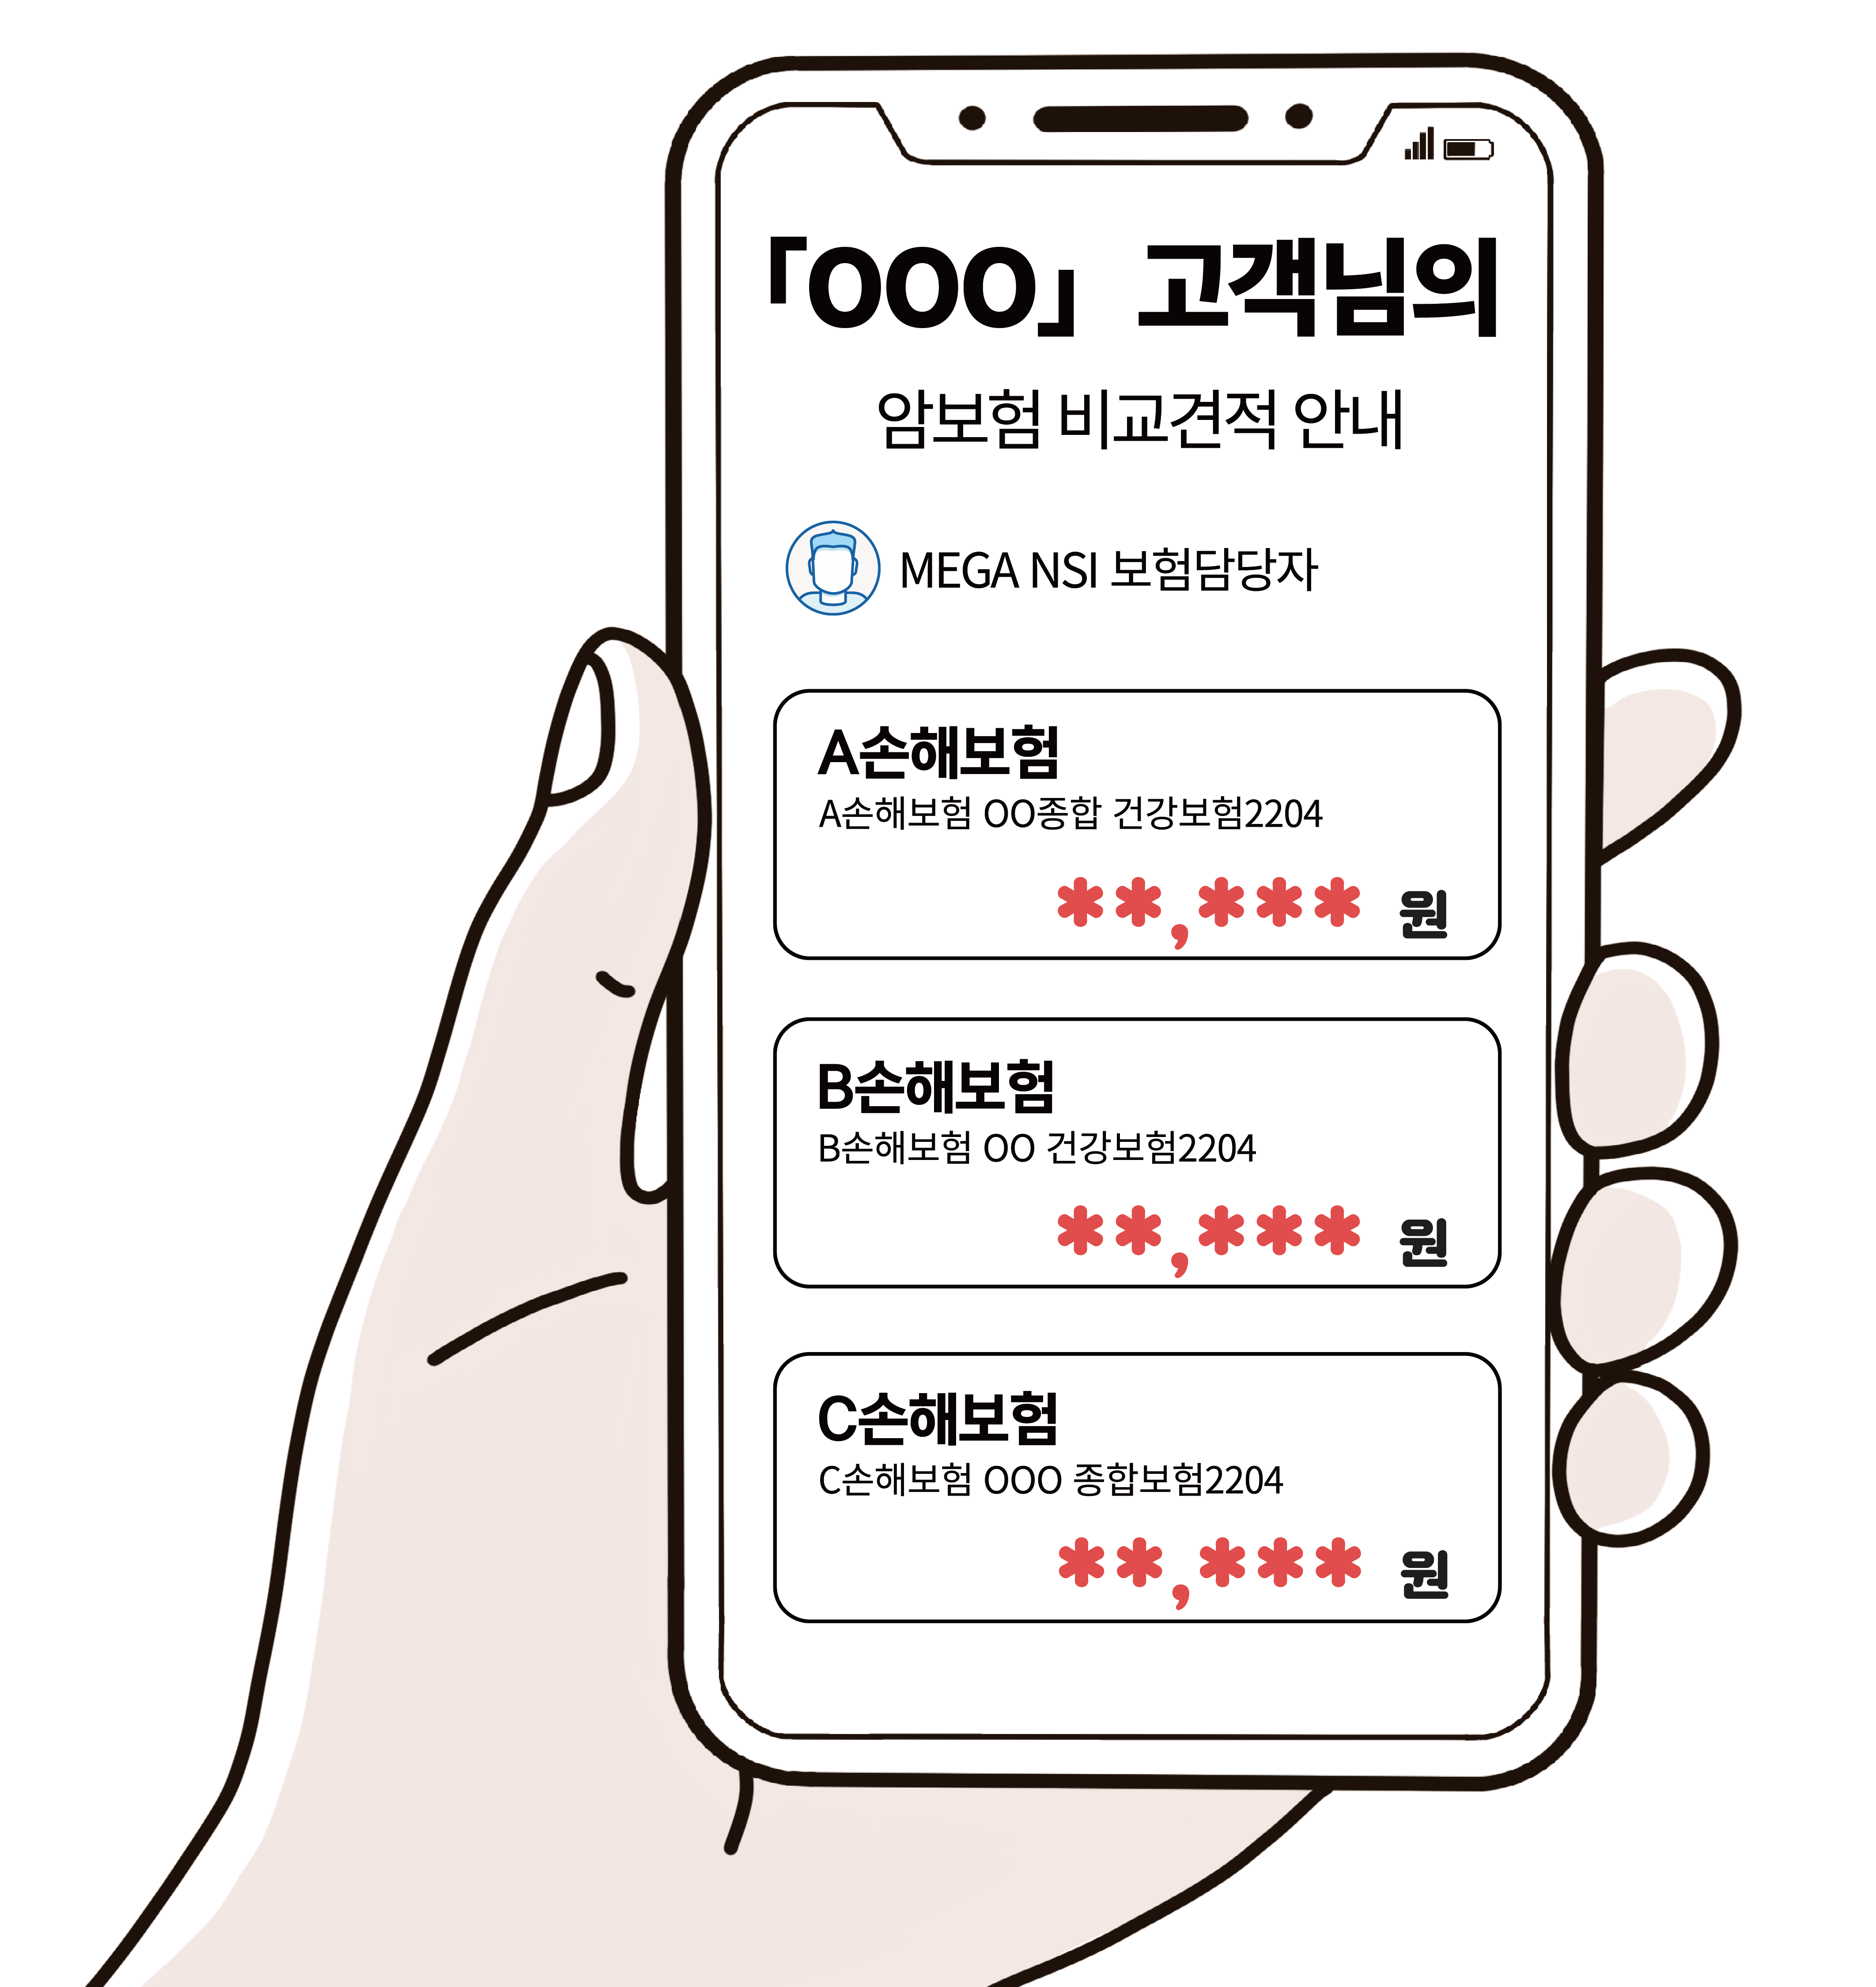 「OOO」 고객님의
암보험 비교견적 안내
MEGA NSI 보험담당자
A손해보험
A손해보험 OO종합 건강보험2204
**,*** 원
B손해보험
B손해보험 OO 건강보험2204
**,*** 원
C손해보험
C손해보험 OOO 종합보험2204
**,*** 원